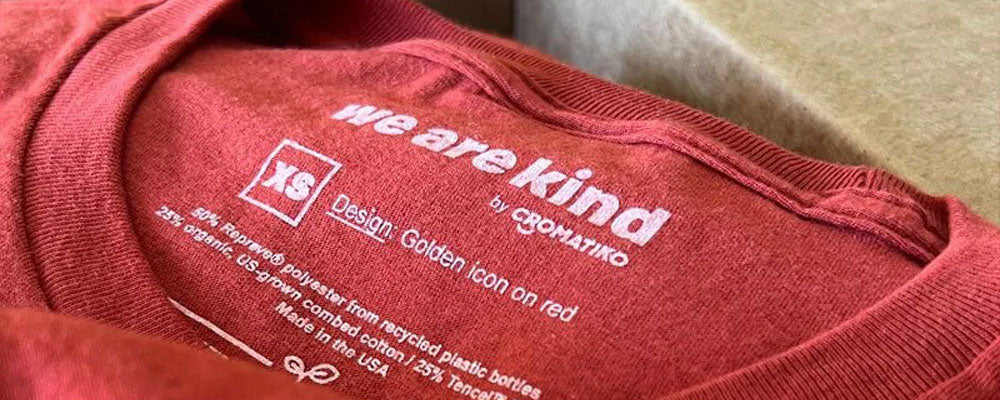 we are kind
by CROMATIKO
XS
Design: Golden icon on red
50% Repreve® polyester from recycled plastic bottles
25% organic, US-grown combed cotton / 25% Tencel™
Made in the USA